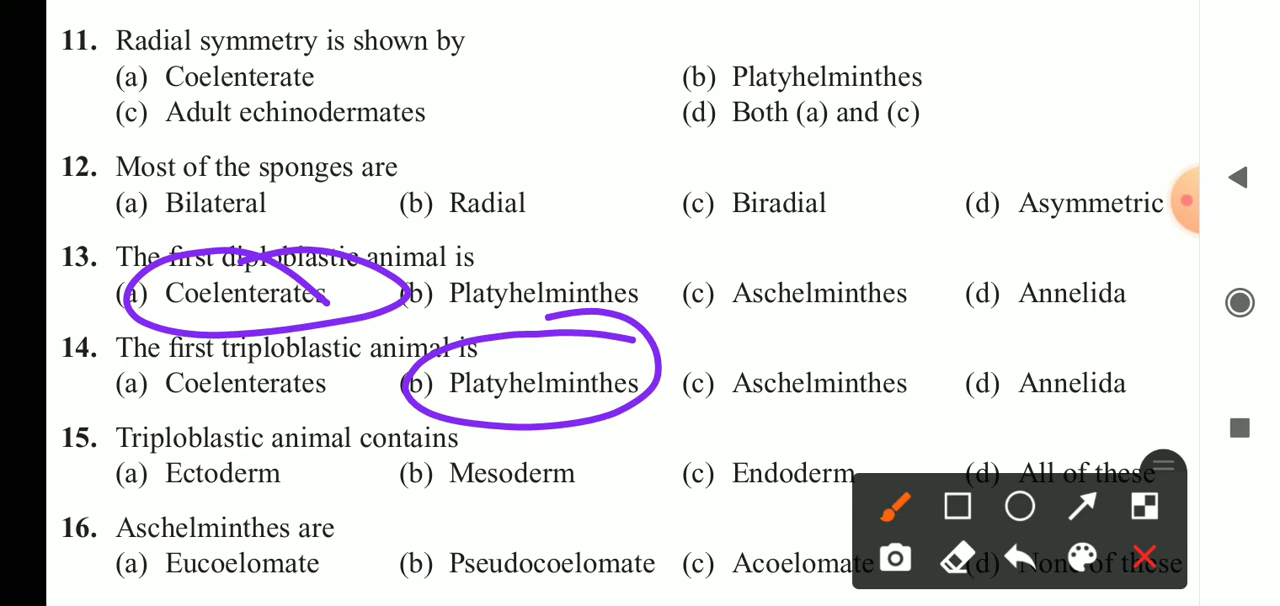 11. Radial symmetry is shown by
(a) Coelenterate (b) Platyhelminthes
(c) Adult echinodermates (d) Both (a) and (c)
12. Most of the sponges are
(a) Bilateral (b) Radial (c) Biradial (d) Asymmetric
13. The first diploblastic animal is
(a) Coelenterates (b) Platyhelminthes (c) Aschelminthes (d) Annelida
14. The first triploblastic animal is
(a) Coelenterates (b) Platyhelminthes (c) Aschelminthes (d) Annelida
15. Triploblastic animal contains
(a) Ectoderm (b) Mesoderm (c) Endoderm (d) All of these
16. Aschelminthes are
(a) Eucoelomate (b) Pseudocoelomate (c) Acoelomate (d) None of these